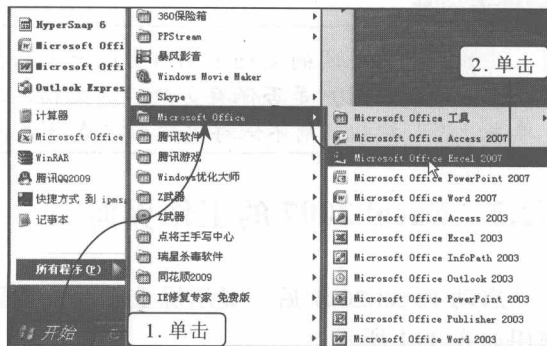 HyperSnap 6
Microsoft Offi
Microsoft Offi
Outlook Expres
计算器
Microsoft Office
WinRAR
腾讯QQ2009
快捷方式 到 ipms
记事本
所有程序(P)
开始
360保险箱
PPStream
暴风影音
Windows Movie Maker
Skype
Microsoft Office
腾讯软件
腾讯游戏
Windows优化大师
Z武器
Z武器
点将王手写中心
瑞星杀毒软件
同花顺2009
IE修复专家 免费版
1.单击
2.单击
Microsoft Office 工具
Microsoft Office Access 2007
Microsoft Office Excel 2007
Microsoft Office PowerPoint 2007
Microsoft Office Word 2007
Microsoft Office Access 2003
Microsoft Office Excel 2003
Microsoft Office InfoPath 2003
Microsoft Office Outlook 2003
Microsoft Office PowerPoint 2003
Microsoft Office Publisher 2003
Microsoft Office Word 2003